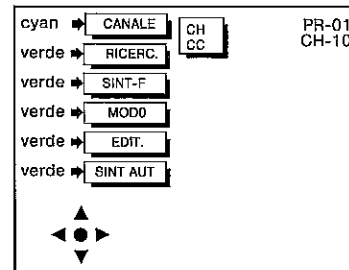 cyan CANALE CH PR-01
CC CH-10
verde RICERC.
verde SINT-F
verde MODO
verde EDIT.
verde SINT AUT